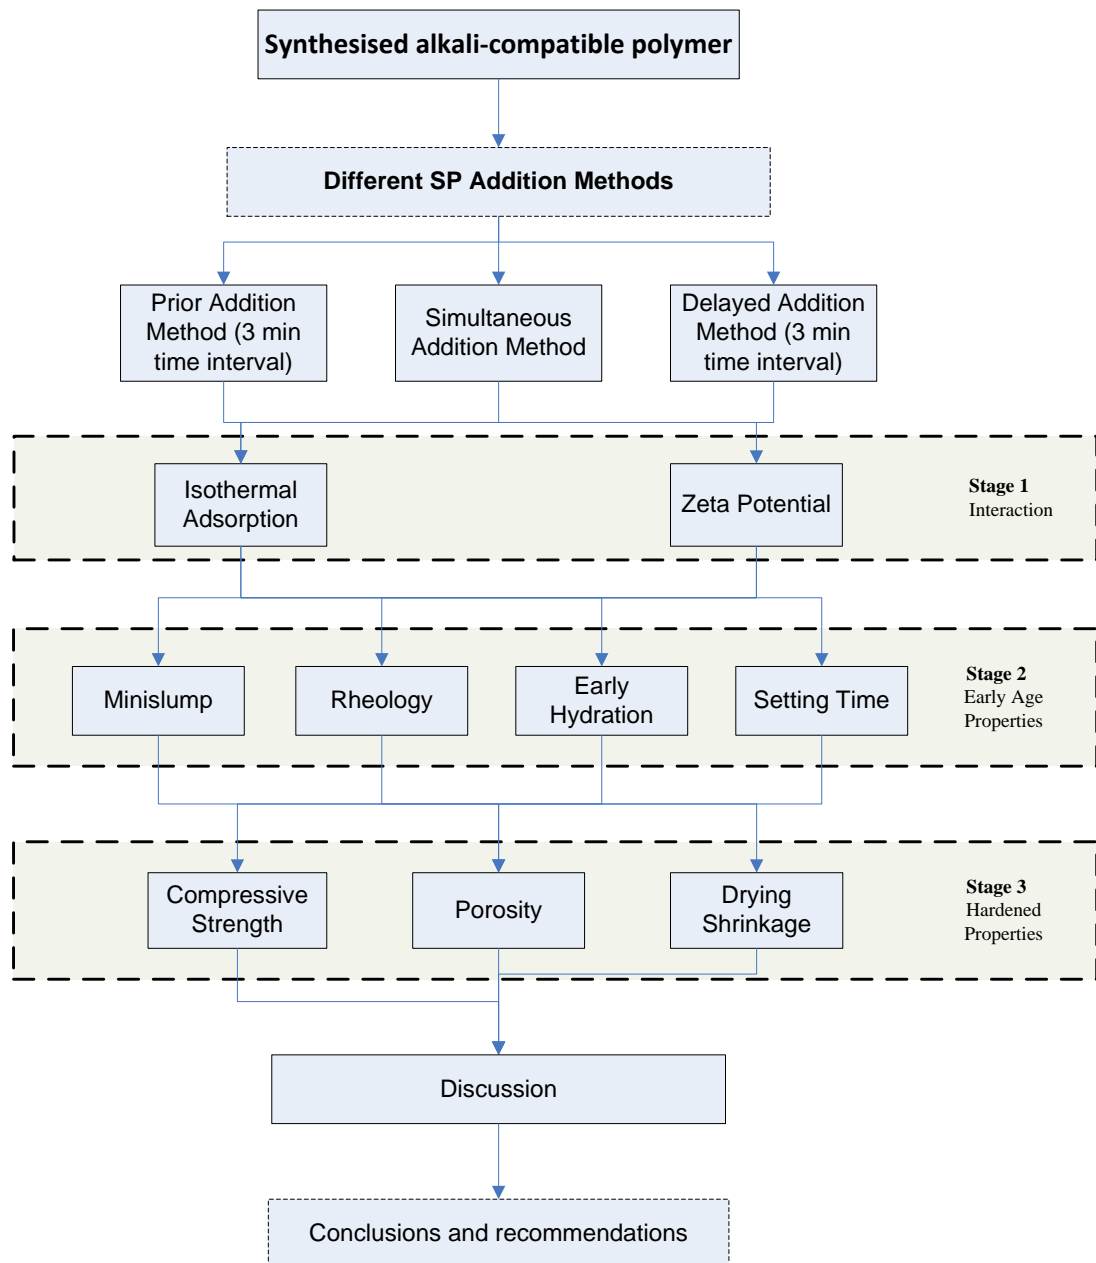 Synthesised alkali-compatible polymer
Different SP Addition Methods
Prior Addition
Method (3 min
time interval)
Simultaneous
Addition Method
Delayed Addition
Method (3 min
time interval)
Isothermal
Adsorption
Zeta Potential
Stage 1
Interaction
Minislump
Rheology
Early
Hydration
Setting Time
Stage 2
Early Age
Properties
Compressive
Strength
Porosity
Drying
Shrinkage
Stage 3
Hardened
Properties
Discussion
Conclusions and recommendations